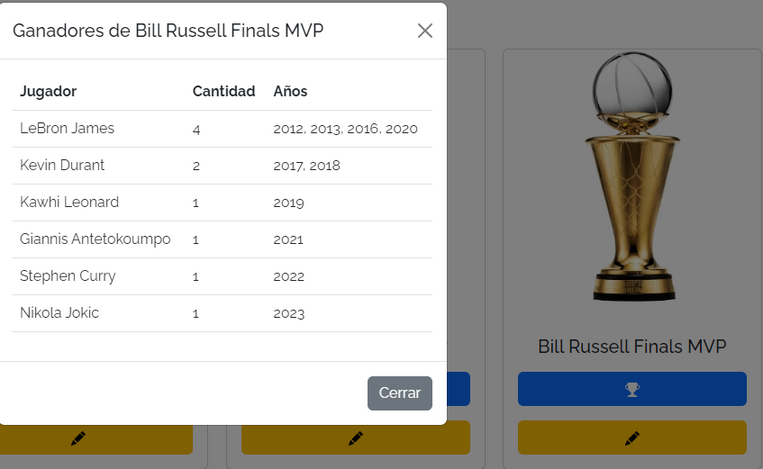 Ganadores de Bill Russell Finals MVP
Jugador Cantidad Años
LeBron James 4 2012, 2013, 2016, 2020
Kevin Durant 2 2017, 2018
Kawhi Leonard 1 2019
Giannis Antetokoumpo 1 2021
Stephen Curry 1 2022
Nikola Jokic 1 2023
Cerrar
Bill Russell Finals MVP